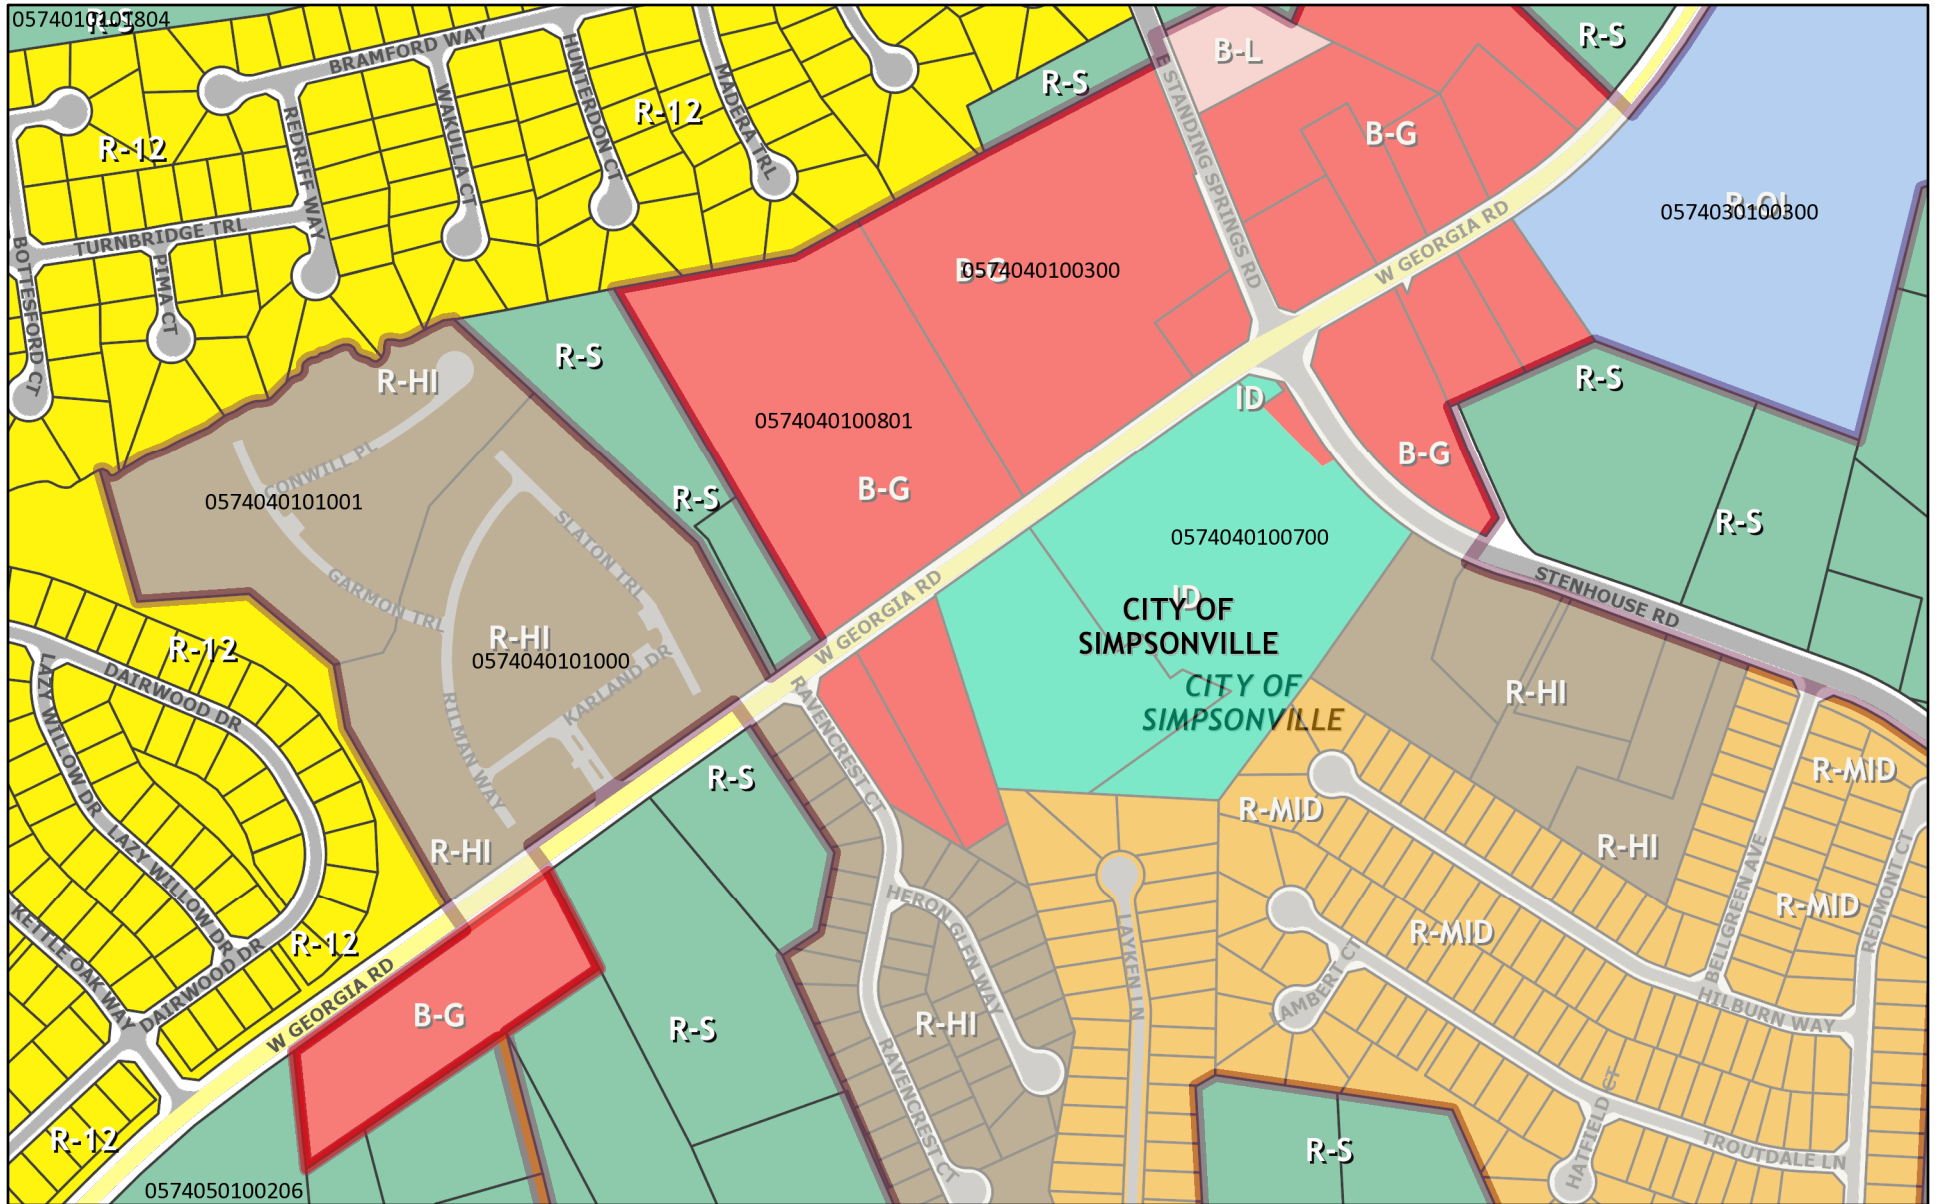 0574010101804
R-S
BRAMFORD WAY
HUNTERDON CT
MADERA TRL
R-12
R-S
E STANDING SPRINGS RD
B-L
R-S
B-G
R-12
REDRIFF WAY
WAKULLA CT
TURNBRIDGE TRL
PIMA CT
BOTTESFORD CT
R-OI
0574030100300
W GEORGIA RD
B-G
0574040100300
R-S
R-HI
0574040100801
B-G
ID
R-S
B-G
R-S
R-S
CONWILL PL
0574040101001
GARMON TRL
SLATON TRL
0574040100700
ID
CITY OF
SIMPSONVILLE
CITY OF
SIMPSONVILLE
STENHOUSE RD
W GEORGIA RD
R-HI
0574040101000
KARLAND DR
RILMAN WAY
R-12
DAIRWOOD DR
LAZY WILLOW DR
LAZY WILLOW DR
R-HI
R-S
RAVENCREST CT
R-HI
R-MID
R-MID
R-HI
R-HI
HERON GLEN WAY
LAYKEN LN
R-MID
BELLGREEN AVE
R-MID
REDMONT CT
KETTLE OAK WAY
DAIRWOOD DR
R-12
W GEORGIA RD
B-G
R-S
R-HI
RAVENCREST CT
LAMBERT CT
HILBURN WAY
HATFIELD CT
TROUTDALE LN
R-12
R-S
0574050100206